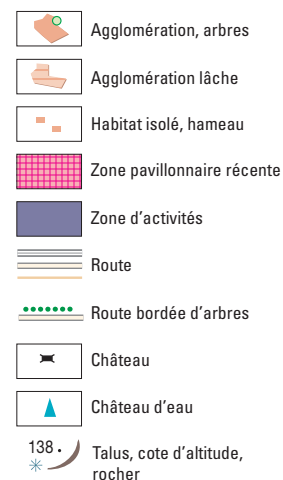 Agglomération, arbres
Agglomération lâche
Habitat isolé, hameau
Zone pavillonnaire récente
Zone d'activités
Route
Route bordée d'arbres
Château
Château d'eau
138
Talus, cote d'altitude,
rocher